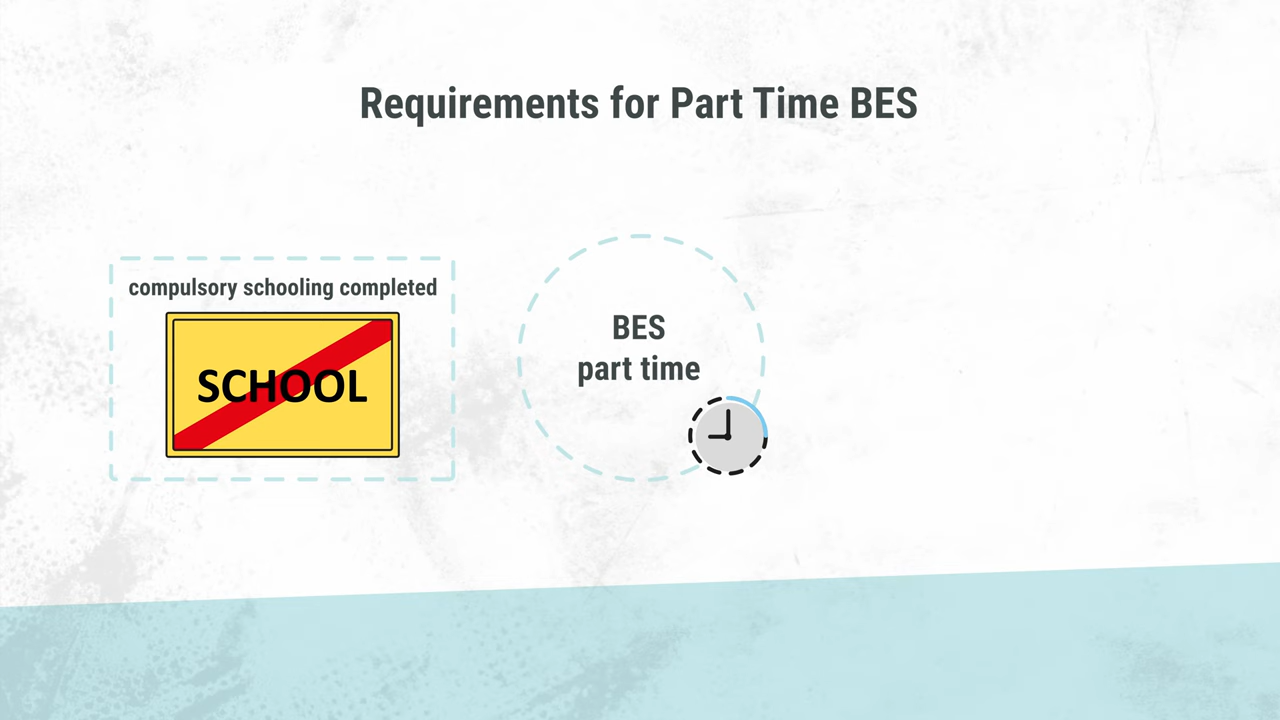 Requirements for Part Time BES
compulsory schooling completed
SCHOOL
BES
part time